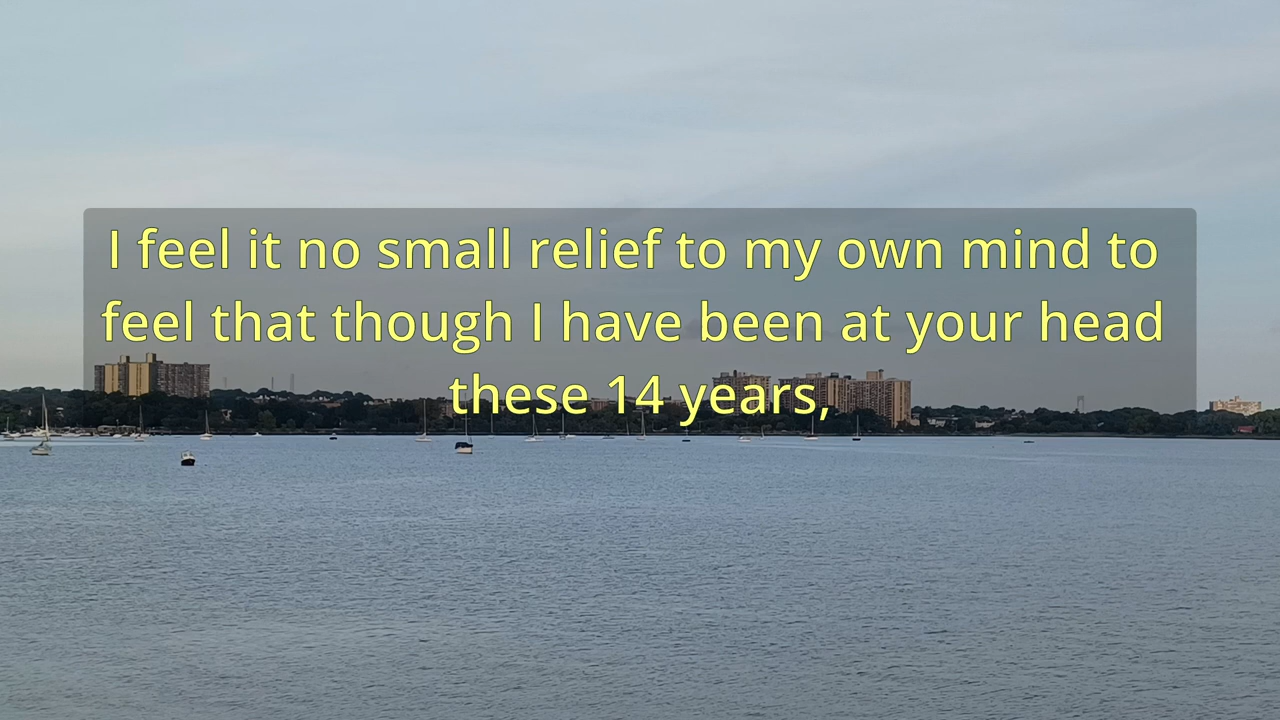 I feel it no small relief to my own mind to
feel that though I have been at your head
these 14 years,